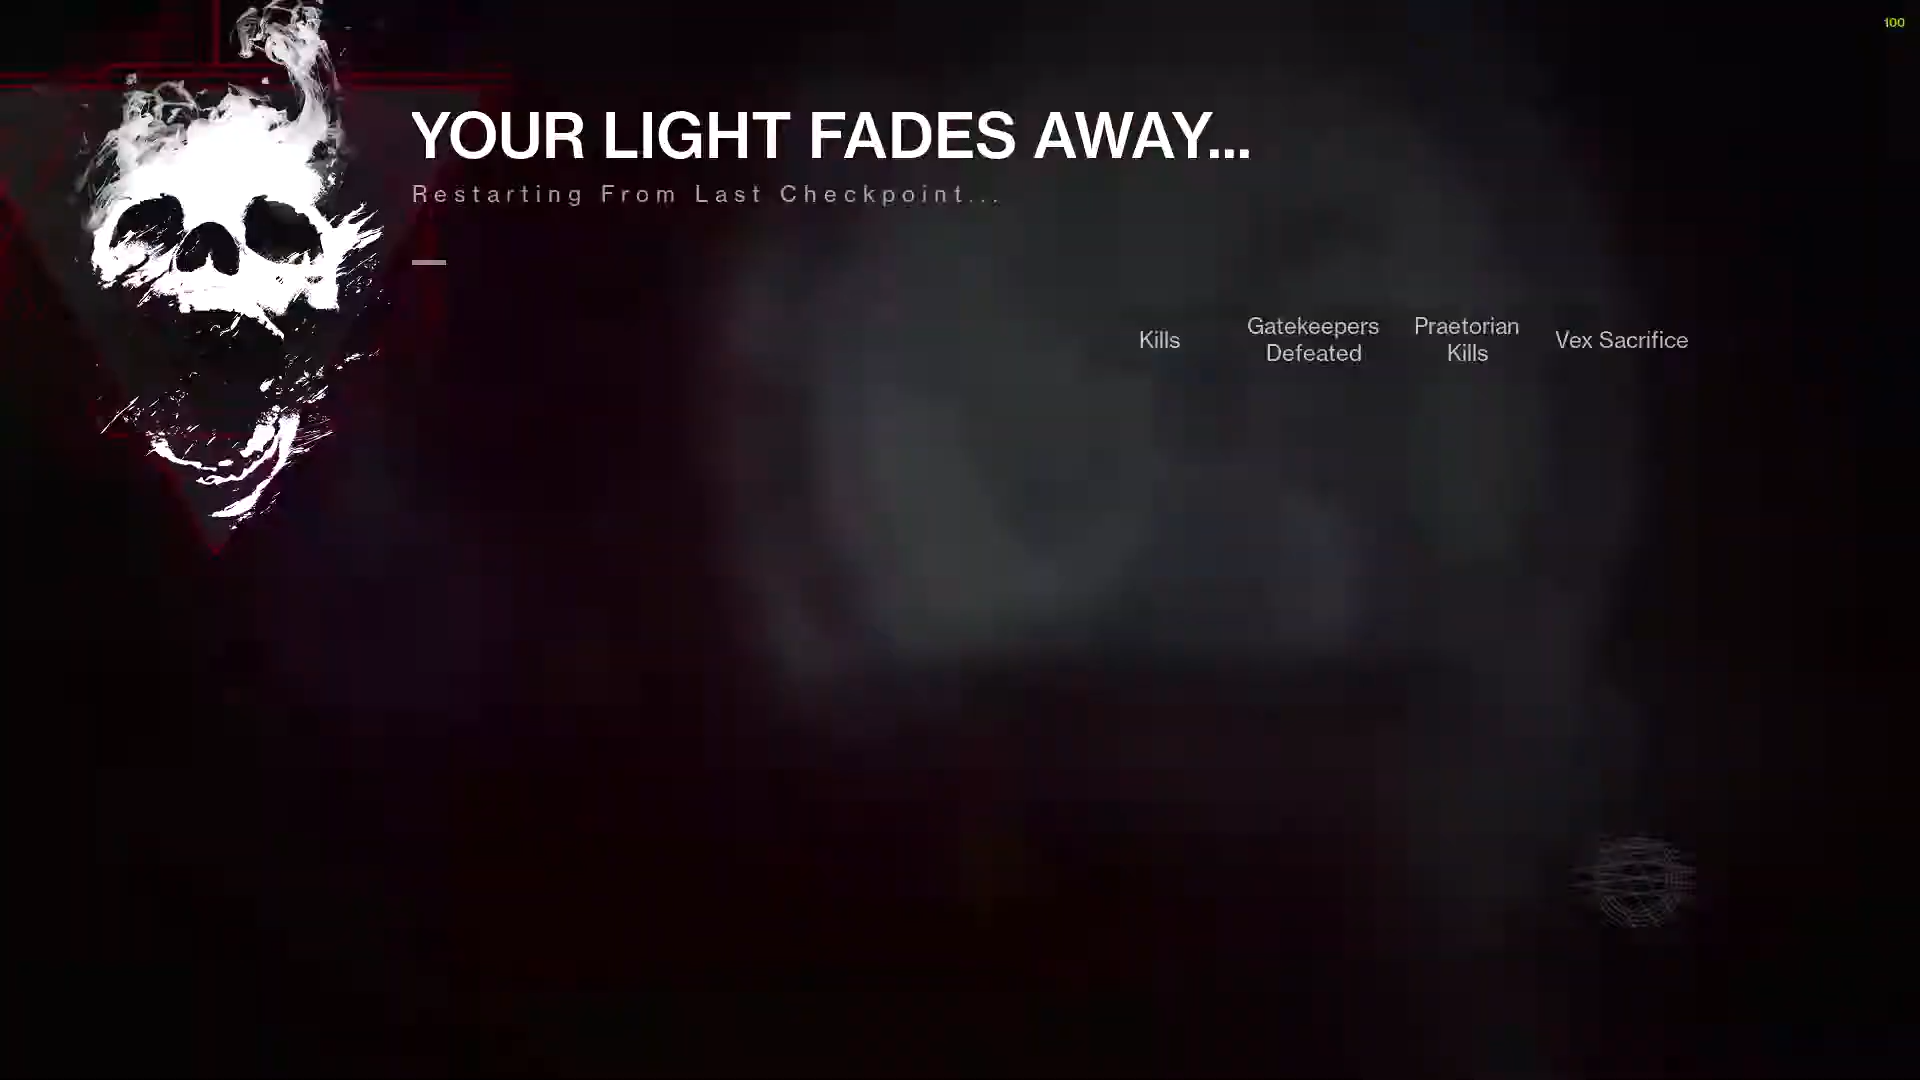 100
YOUR LIGHT FADES AWAY...
Restarting From Last Checkpoint...
Kills
Gatekeepers
Defeated
Praetorian
Kills
Vex Sacrifice